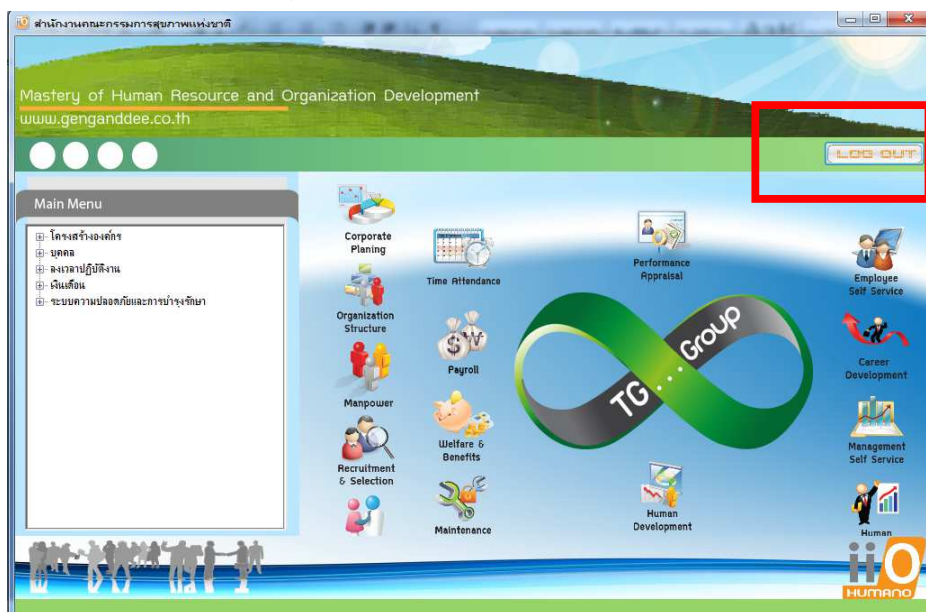 สำนักงานคณะกรรมการสุขภาพแห่งชาติ
Mastery of Human Resource and Organization Development
www.genganddee.co.th
LOG OUT
Main Menu
โครงสร้างองค์กร
บุคคล
ลงเวลาปฏิบัติงาน
เงินเดือน
ระบบความปลอดภัยและการบำรุงรักษา
Corporate
Planing
Organization
Structure
Manpower
Recruitment
& Selection
Time Attendance
Payroll
Welfare &
Benefits
Maintenance
Performance
Appraisal
TG .... Group
Human
Development
Employee
Self Service
Career
Development
Management
Self Service
Human
HUMANO